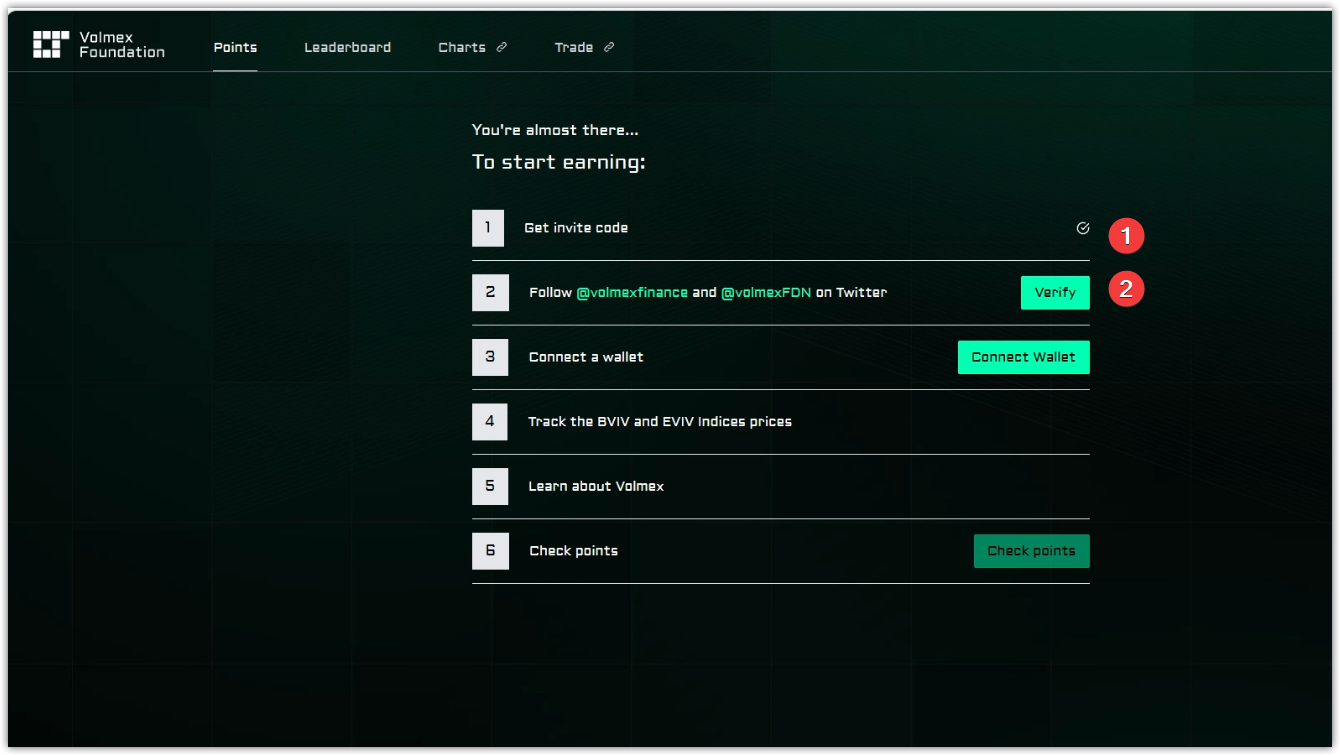 Volmex
Foundation
Points
Leaderboard
Charts
Trade
You're almost there...
To start earning:
1 Get invite code 1
2 Follow @volmexfinance and @volmexFDN on Twitter Verify 2
3 Connect a wallet Connect Wallet
4 Track the BVIV and EVIV Indices prices
5 Learn about Volmex
6 Check points Check points